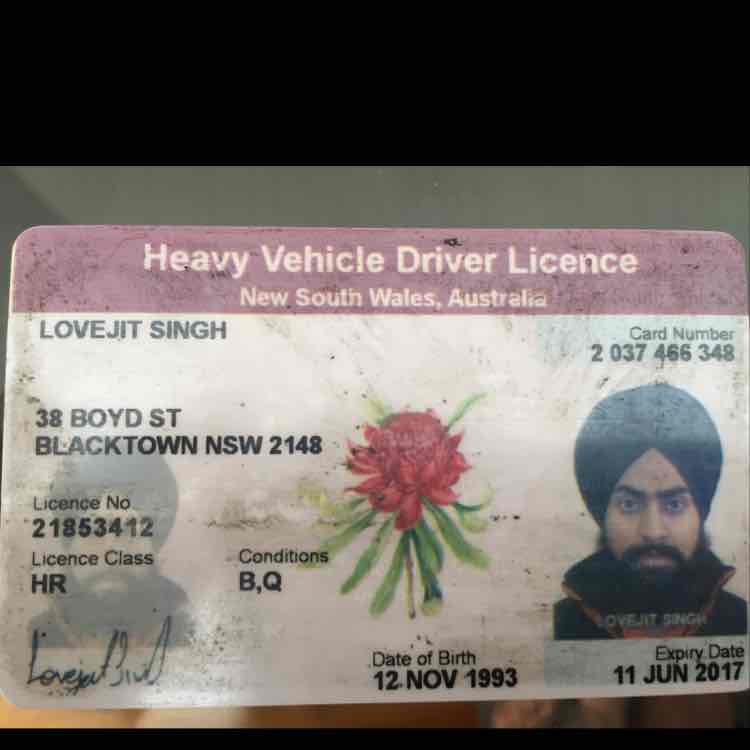 Heavy Vehicle Driver Licence
New South Wales, Australia
LOVEJIT SINGH
Card Number
2 037 466 348
38 BOYD ST
BLACKTOWN NSW 2148
Licence No
21853412
Licence Class
HR
Conditions
B,Q
LOVEJIT SINGH
Date of Birth
12 NOV 1993
Expiry Date
11 JUN 2017